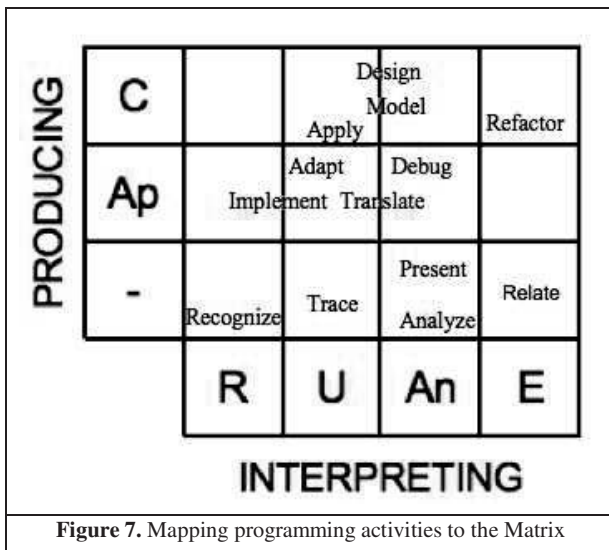 PRODUCING
C
Design
Model
Apply
Refactor
Ap
Adapt
Debug
Implement Translate
-
Present
Recognize
Trace
Analyze
Relate
R U An E
INTERPRETING
Figure 7. Mapping programming activities to the Matrix